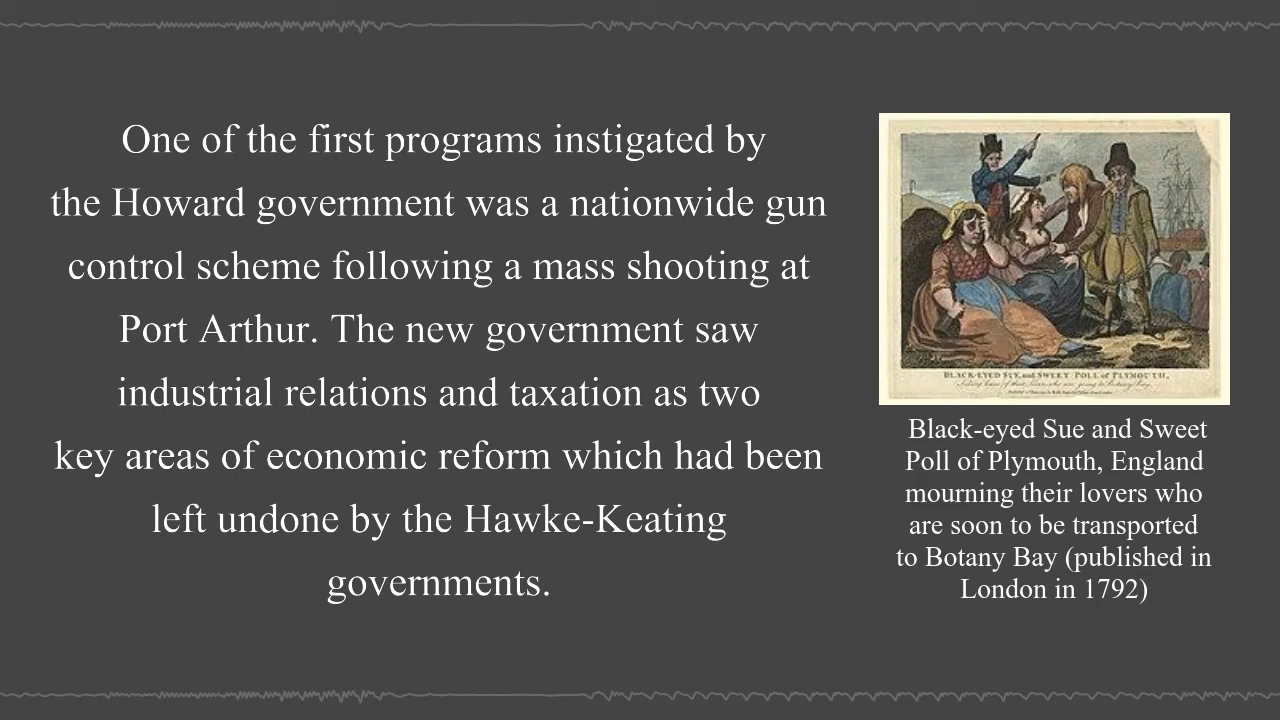 One of the first programs instigated by
the Howard government was a nationwide gun
control scheme following a mass shooting at
Port Arthur. The new government saw
industrial relations and taxation as two
key areas of economic reform which had been
left undone by the Hawke-Keating
governments.
BLACK-EYED SUE, and SWEET POLL of PLYMOUTH,
Black-eyed Sue and Sweet
Poll of Plymouth, England
mourning their lovers who
are soon to be transported
to Botany Bay (published in
London in 1792)